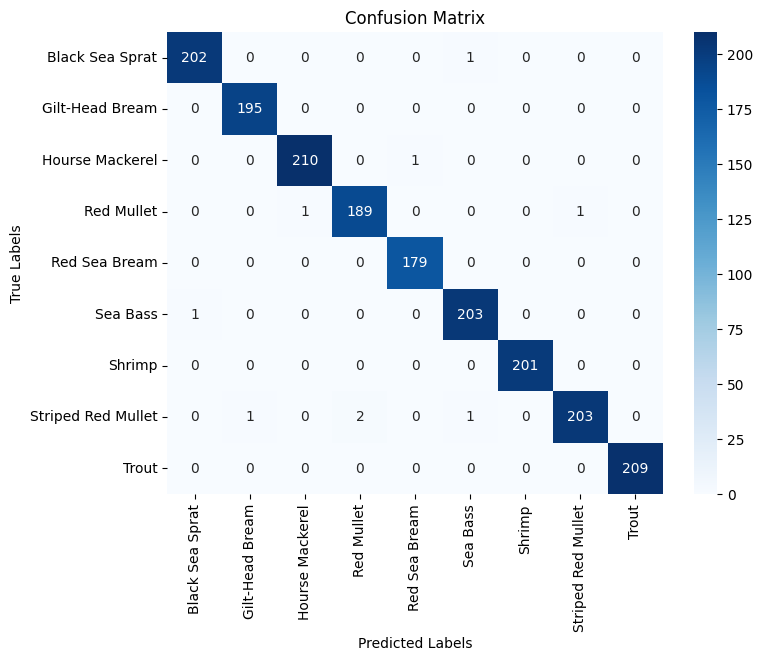 Confusion Matrix
Black Sea Sprat 202 0 0 0 0 1 0 0 0
Gilt-Head Bream 0 195 0 0 0 0 0 0 0
Hourse Mackerel 0 0 210 0 1 0 0 0 0
Red Mullet 0 0 1 189 0 0 0 1 0
Red Sea Bream 0 0 0 0 179 0 0 0 0
Sea Bass 1 0 0 0 0 203 0 0 0
Shrimp 0 0 0 0 0 0 201 0 0
Striped Red Mullet 0 1 0 2 0 1 0 203 0
Trout 0 0 0 0 0 0 0 0 209
True Labels
Black Sea Sprat
Gilt-Head Bream
Hourse Mackerel
Red Mullet
Red Sea Bream
Sea Bass
Shrimp
Striped Red Mullet
Trout
Predicted Labels
200
175
150
125
100
75
50
25
0